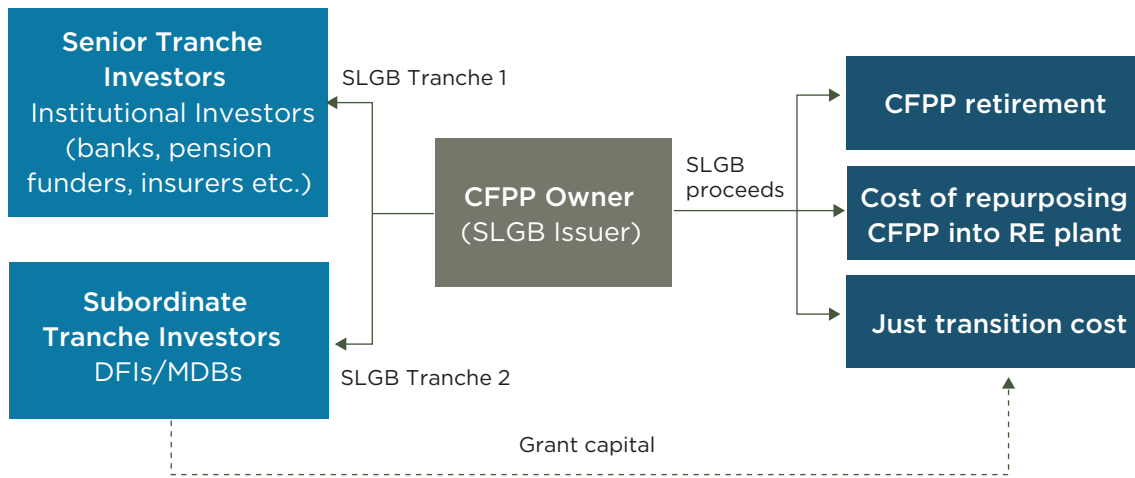 Senior Tranche
Investors
Institutional Investors
(banks, pension
funders, insurers etc.)
SLGB Tranche 1
Subordinate
Tranche Investors
DFIs/MDBs
SLGB Tranche 2
CFPP Owner
(SLGB Issuer)
SLGB
proceeds
CFPP retirement
Cost of repurposing
CFPP into RE plant
Just transition cost
Grant capital